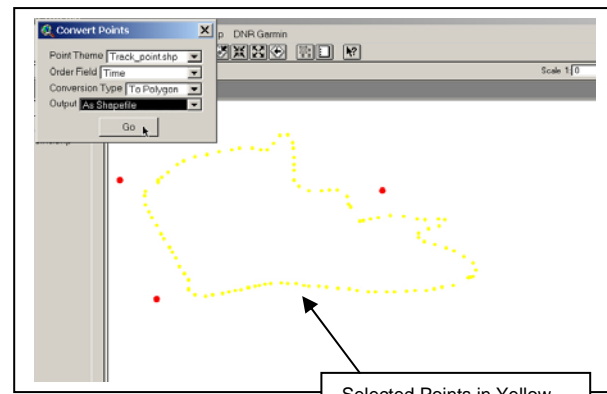 Convert Points
p DNR Garmin
Point Theme Track_point.shp
Order Field Time
Conversion Type To Polygon
Output As Shapefile
Go
Scale 1: 0
Selected Points in Yellow